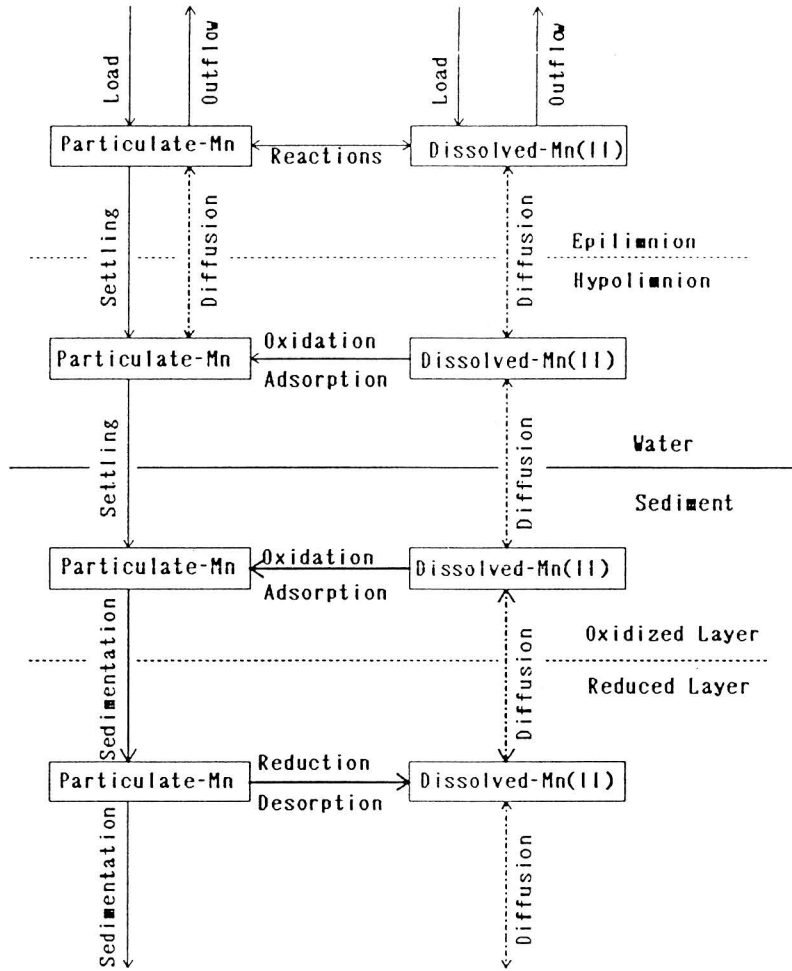 Load
Outflow
Load
Outflow
Particulate-Mn
Reactions
Dissolved-Mn(II)
Settling
Diffusion
Diffusion
Epilimnion
Hypolimnion
Particulate-Mn
Oxidation
Adsorption
Dissolved-Mn(II)
Settling
Diffusion
Water
Sediment
Particulate-Mn
Oxidation
Adsorption
Dissolved-Mn(II)
Sedimentation
Diffusion
Oxidized Layer
Reduced Layer
Particulate-Mn
Reduction
Desorption
Dissolved-Mn(II)
Sedimentation
Diffusion